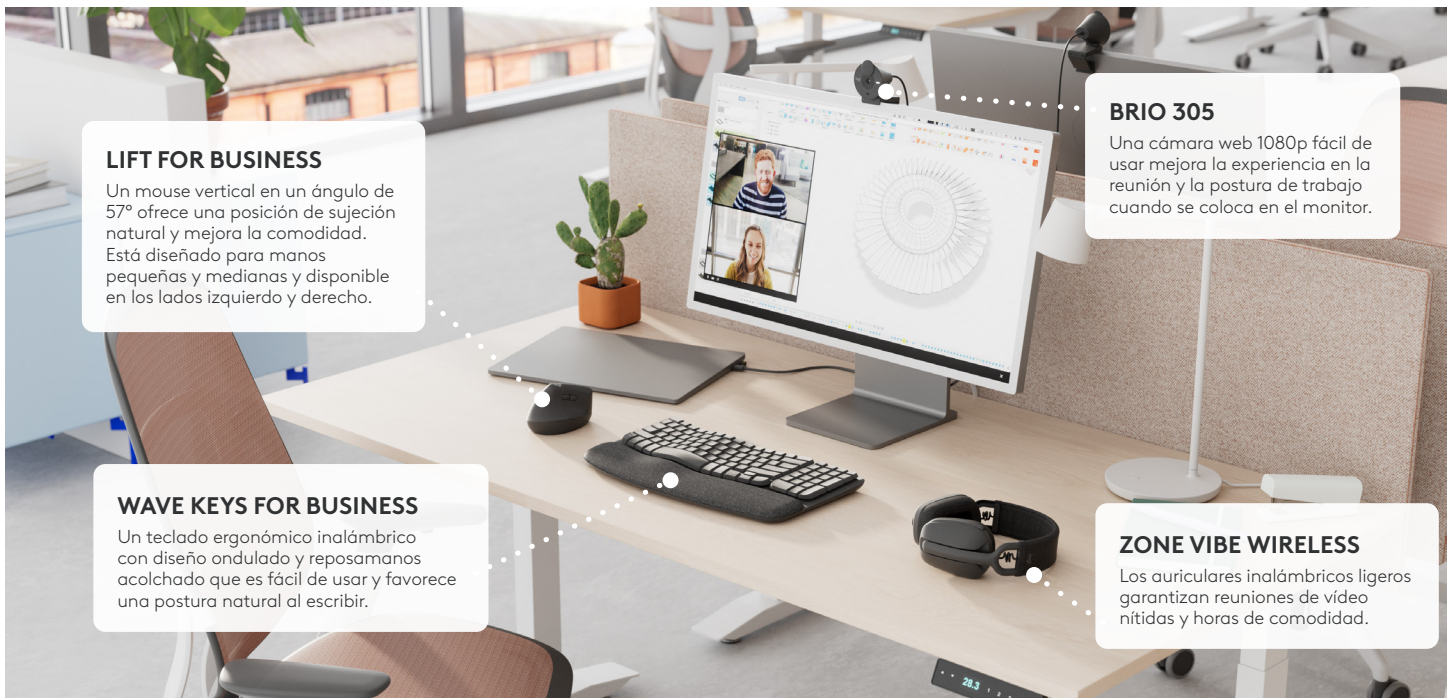 LIFT FOR BUSINESS
Un mouse vertical en un ángulo de
57° ofrece una posición de sujeción
natural y mejora la comodidad.
Está diseñado para manos
pequeñas y medianas y disponible
en los lados izquierdo y derecho.
BRIO 305
Una cámara web 1080p fácil de
usar mejora la experiencia en la
reunión y la postura de trabajo
cuando se coloca en el monitor.
WAVE KEYS FOR BUSINESS
Un teclado ergonómico inalámbrico
con diseño ondulado y reposamanos
acolchado que es fácil de usar y favorece
una postura natural al escribir.
ZONE VIBE WIRELESS
Los auriculares inalámbricos ligeros
garantizan reuniones de vídeo
nítidas y horas de comodidad.
28.3